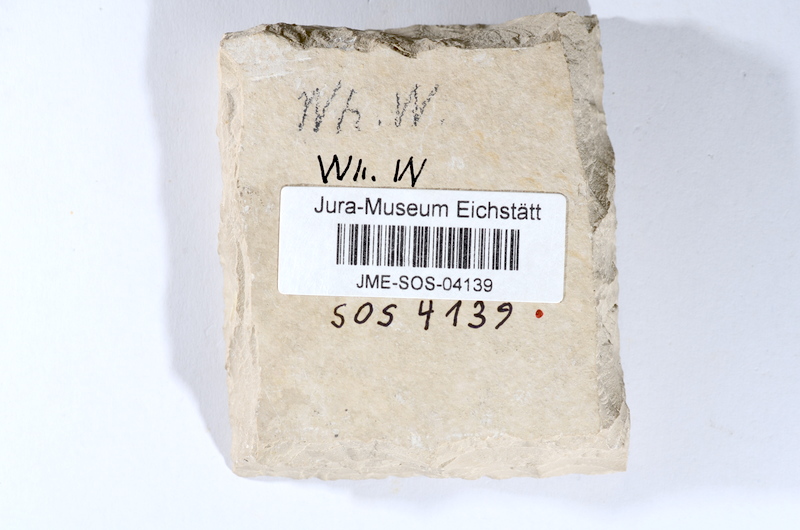 Wh. W.
Wh. W
Jura-Museum Eichstätt
JME-SOS-04139
SOS 4139